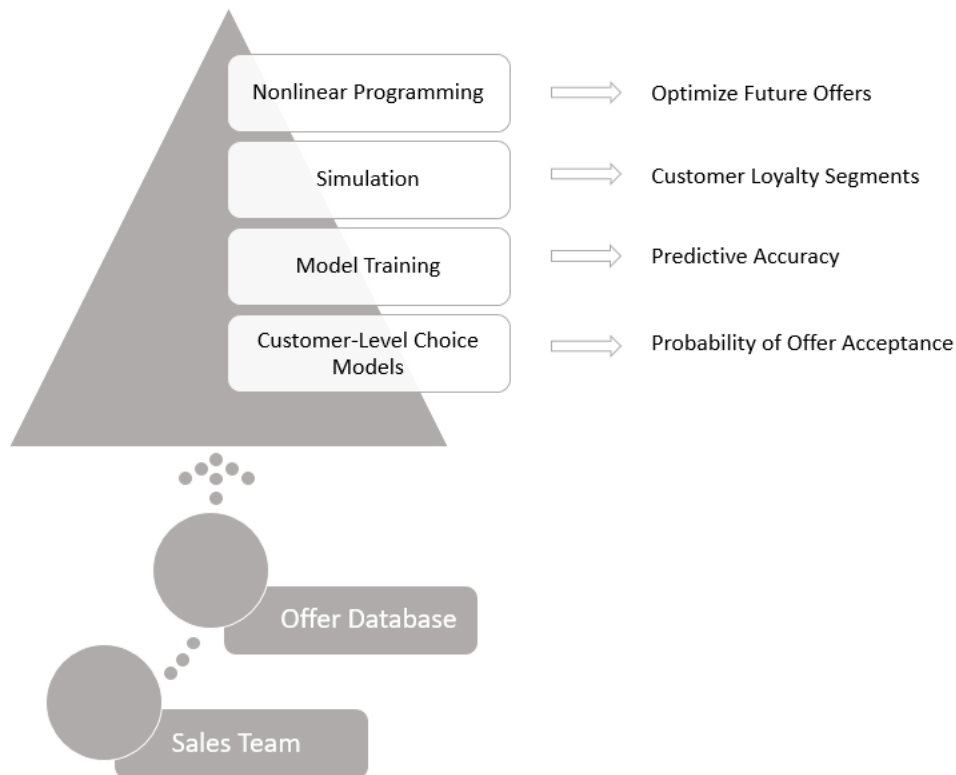 Nonlinear Programming
Optimize Future Offers
Simulation
Customer Loyalty Segments
Model Training
Predictive Accuracy
Customer-Level Choice
Models
Probability of Offer Acceptance
Offer Database
Sales Team